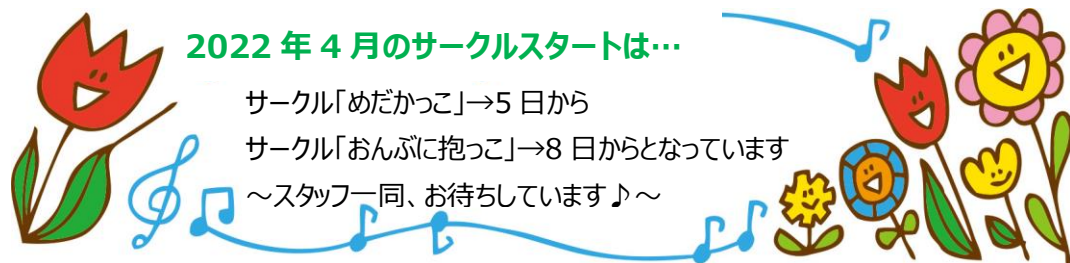 2022 年 4 月のサークルスタートは…
サークル「めだかっこ」→5 日から
サークル「おんぶに抱っこ」→8 日からとなっています
～スタッフ一同、お待ちしています♪～